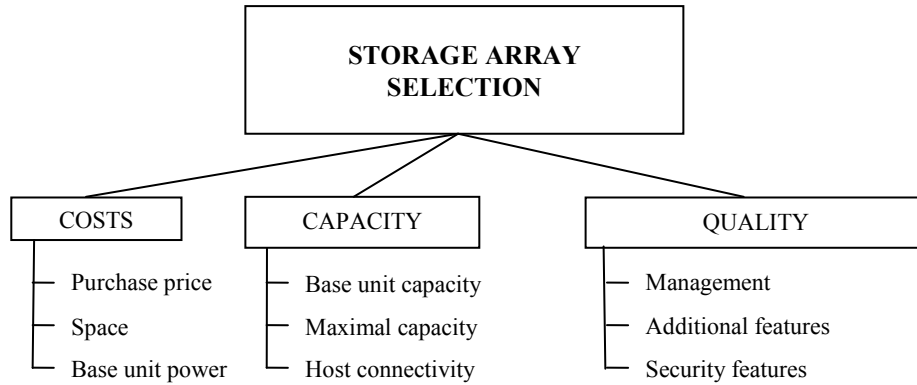 STORAGE ARRAY
SELECTION
COSTS
Purchase price
Space
Base unit power
CAPACITY
Base unit capacity
Maximal capacity
Host connectivity
QUALITY
Management
Additional features
Security features